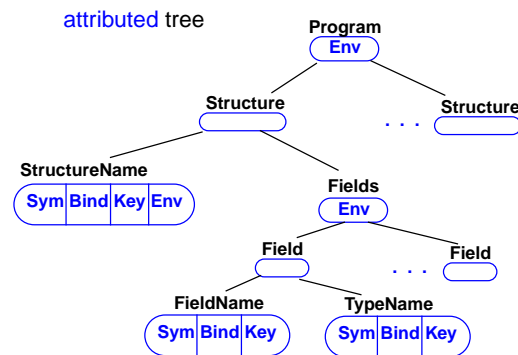 attributed tree
Program
Env
Structure
. . . Structure
StructureName
Sym Bind Key Env
Fields
Env
Field
. . . Field
FieldName
Sym Bind Key
TypeName
Sym Bind Key